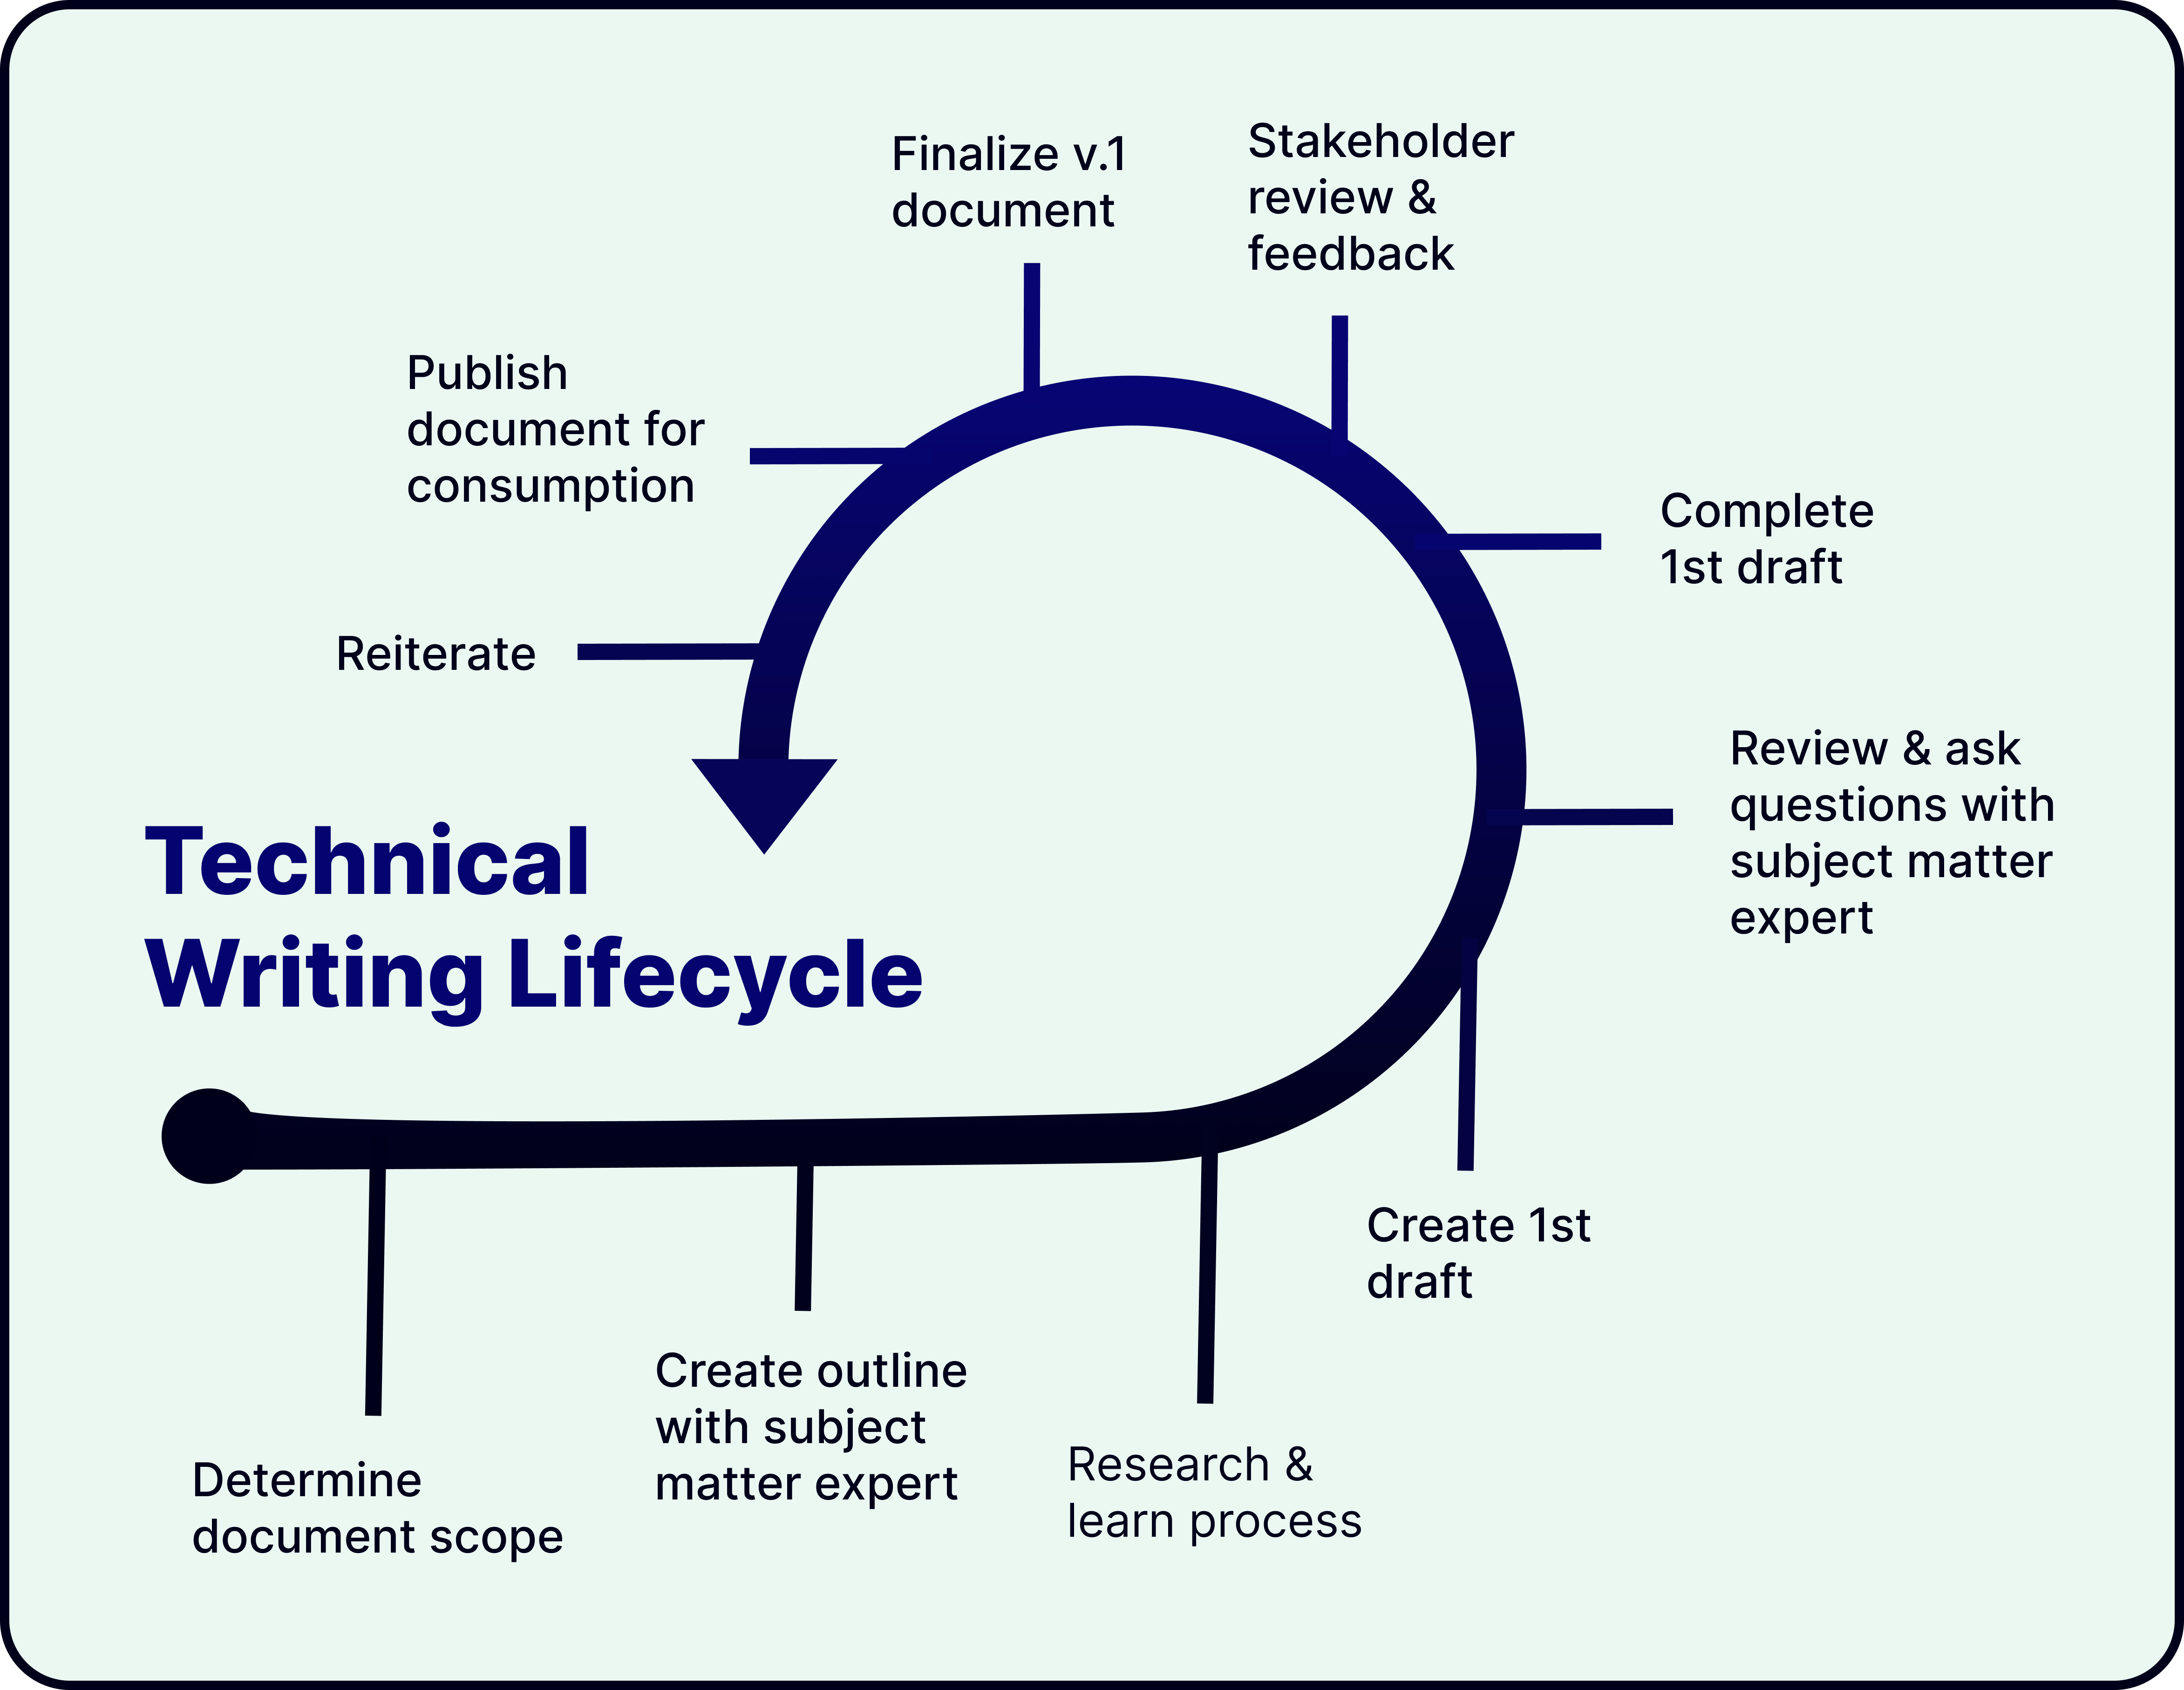 Finalize v.1
document
Stakeholder
review &
feedback
Publish
document for
consumption
Complete
1st draft
Reiterate
Review & ask
questions with
subject matter
expert
Technical
Writing Lifecycle
Create 1st
draft
Create outline
with subject
matter expert
Research &
learn process
Determine
document scope